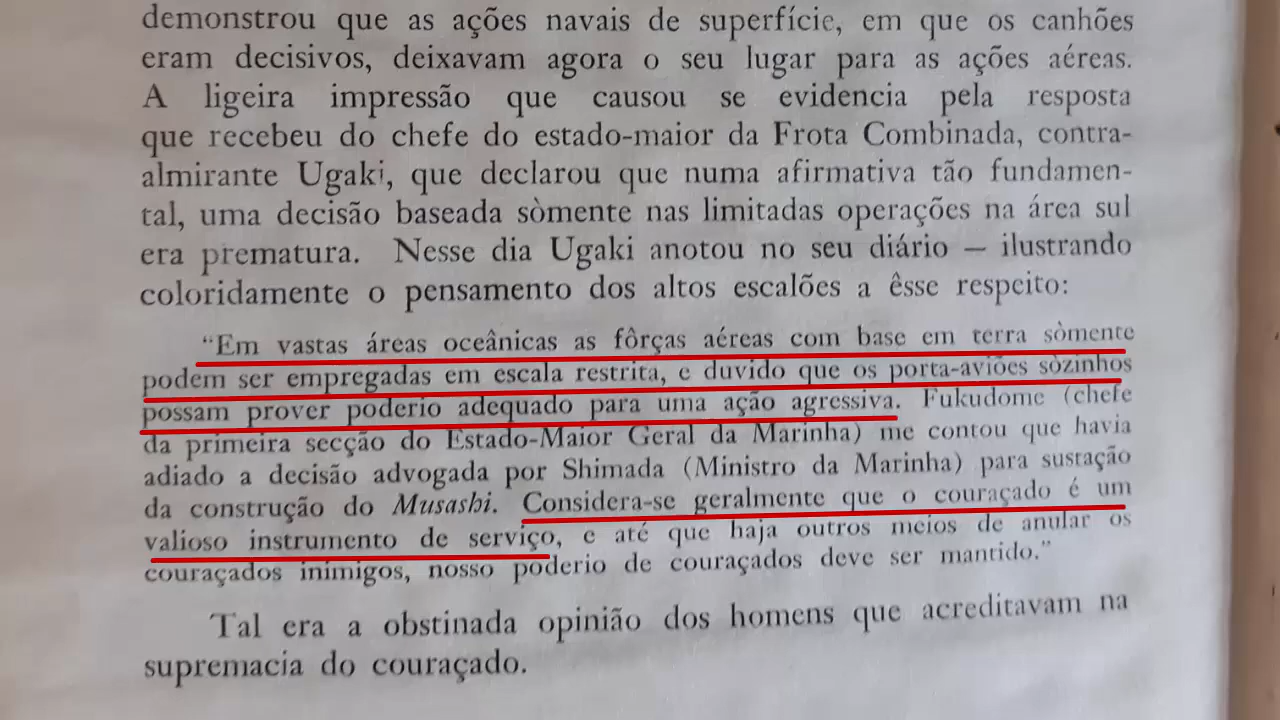 demonstrou que as ações navais de superfície, em que os canhões
eram decisivos, deixavam agora o seu lugar para as ações aéreas.
A ligeira impressão que causou se evidencia pela resposta
que recebeu do chefe do estado-maior da Frota Combinada, contra-
almirante Ugaki, que declarou que numa afirmativa tão fundamen-
tal, uma decisão baseada sòmente nas limitadas operações na área sul
era prematura. Nesse dia Ugaki anotou no seu diário — ilustrando
coloridamente o pensamento dos altos escalões a êsse respeito:
“Em vastas áreas oceânicas as fôrças aéreas com base em terra sòmente
podem ser empregadas em escala restrita, e duvido que os porta-aviões sòzinhos
possam prover poderio adequado para uma ação agressiva. Fukudome (chefe
da primeira secção do Estado-Maior Geral da Marinha) me contou que havia
adiado a decisão advogada por Shimada (Ministro da Marinha) para sustação
da construção do Musashi. Considera-se geralmente que o couraçado é um
valioso instrumento de serviço, e até que haja outros meios de anular os
couraçados inimigos, nosso poderio de couraçados deve ser mantido.”
Tal era a obstinada opinião dos homens que acreditavam na
supremacia do couraçado.